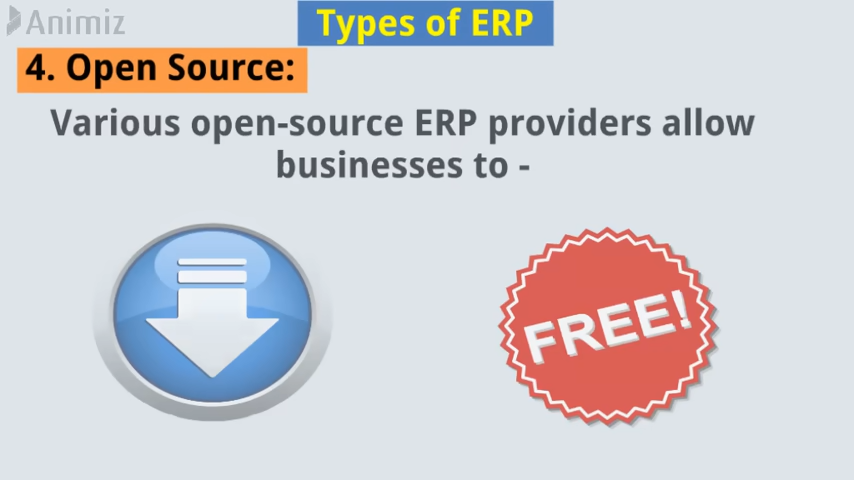 Animiz
Types of ERP
4. Open Source:
Various open-source ERP providers allow
businesses to -
FREE!